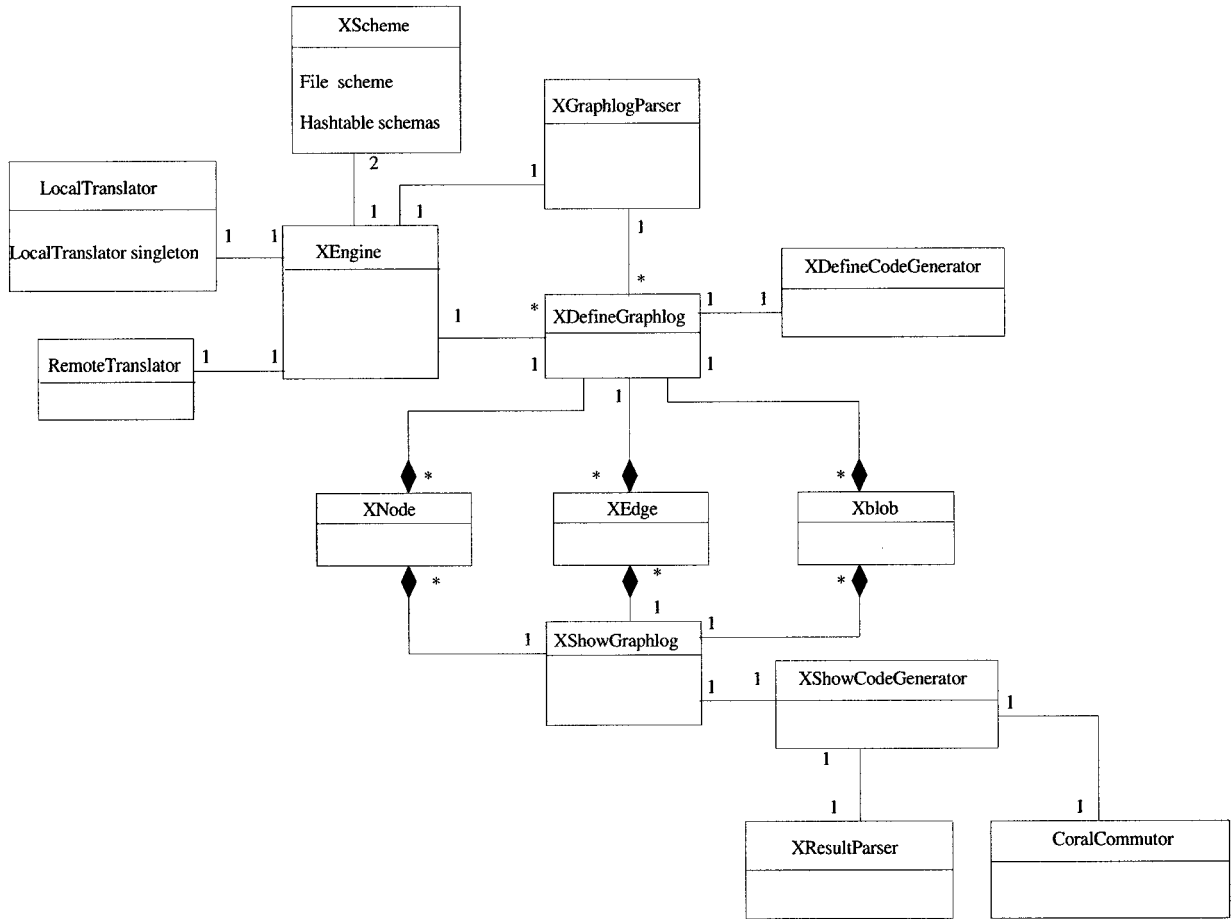 XScheme
File scheme
Hashtable schemas
XGraphlogParser
2
1
LocalTranslator
1
1
1
1
1
LocalTranslator singleton
XEngine
XDefineCodeGenerator
*
1
1
1
*
XDefineGraphlog
1
1
RemoteTranslator
1
1
1
1
*
*
*
XNode
XEdge
Xblob
*
*
*
1
1
1
XShowGraphlog
1
1
XShowCodeGenerator
1
1
1
1
XResultParser
CoralCommutor